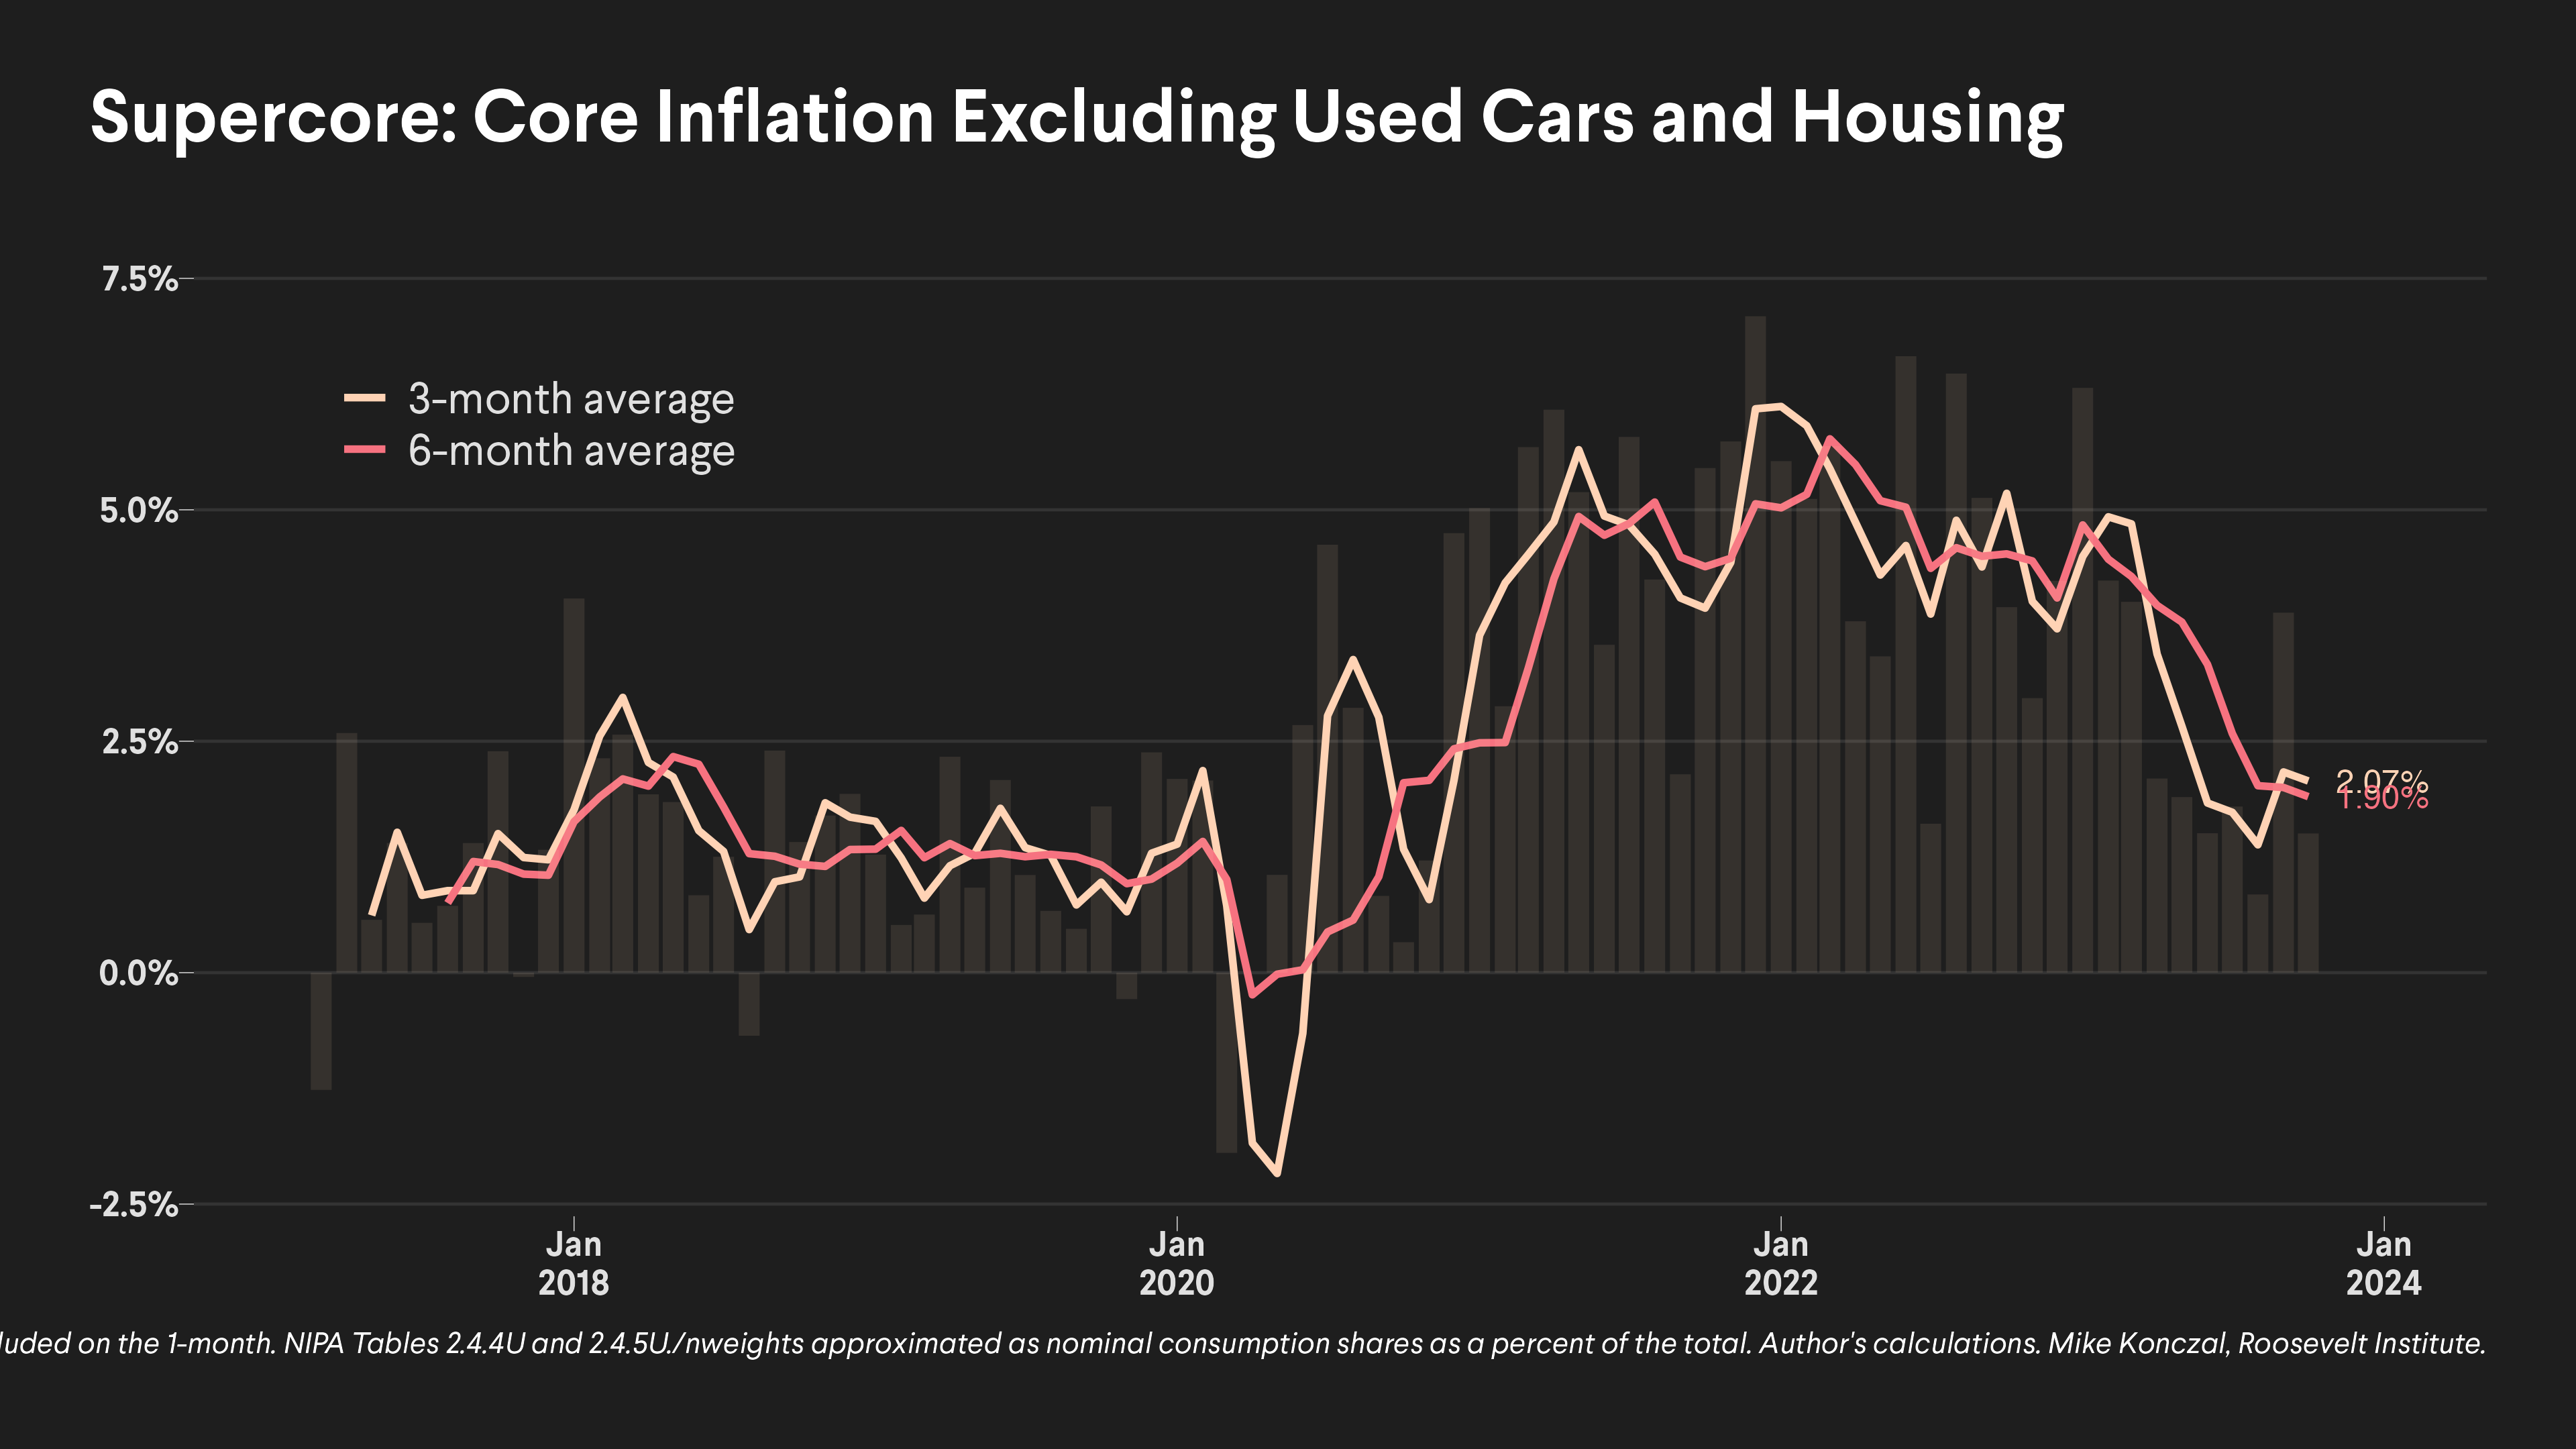 Supercore: Core Inflation Excluding Used Cars and Housing
7.5%
3-month average
6-month average
5.0%
2.5%
2.07%
1.90%
0.0%
-2.5%
Jan
2018
Jan
2020
Jan
2022
Jan
2024
on the 1-month. NIPA Tables 2.4.4U and 2.4.5U./nweights approximated as nominal consumption shares as a percent of the total. Author's calculations. Mike Konczal, Roosevelt Institute.